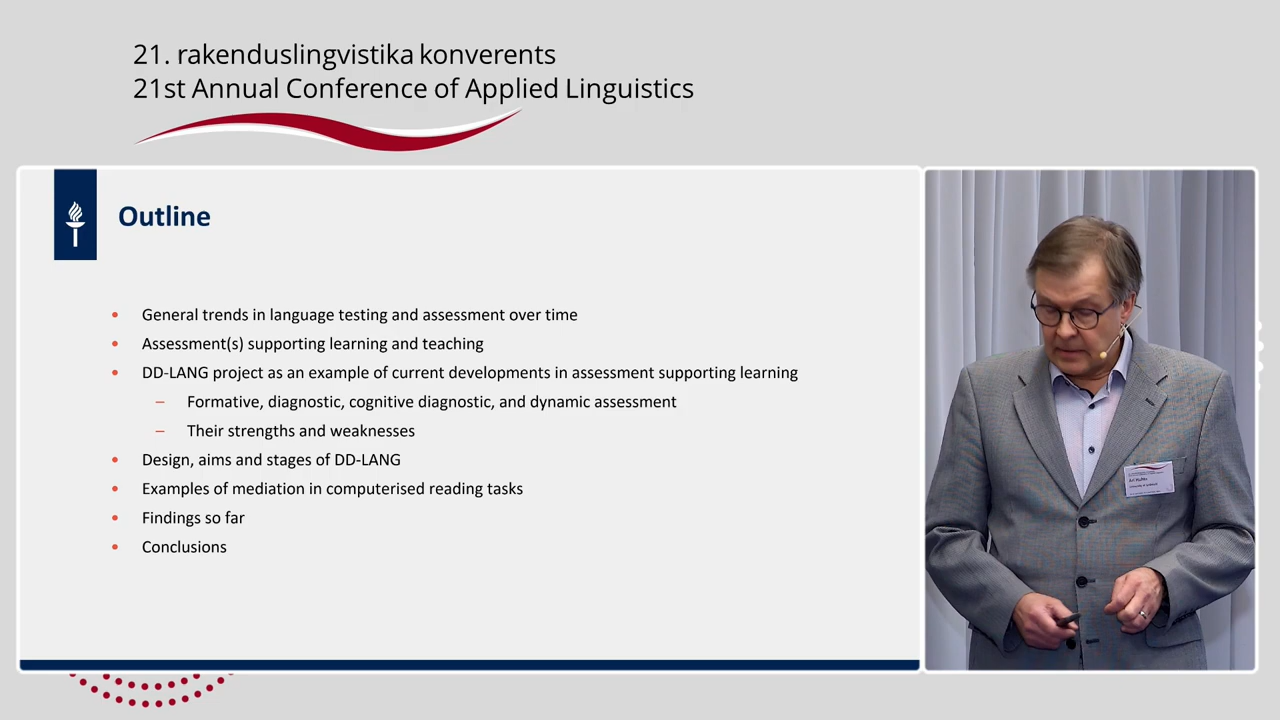 21. rakenduslingvistika konverents
21st Annual Conference of Applied Linguistics
Outline
• General trends in language testing and assessment over time
• Assessment(s) supporting learning and teaching
• DD-LANG project as an example of current developments in assessment supporting learning
– Formative, diagnostic, cognitive diagnostic, and dynamic assessment
– Their strengths and weaknesses
• Design, aims and stages of DD-LANG
• Examples of mediation in computerised reading tasks
• Findings so far
• Conclusions